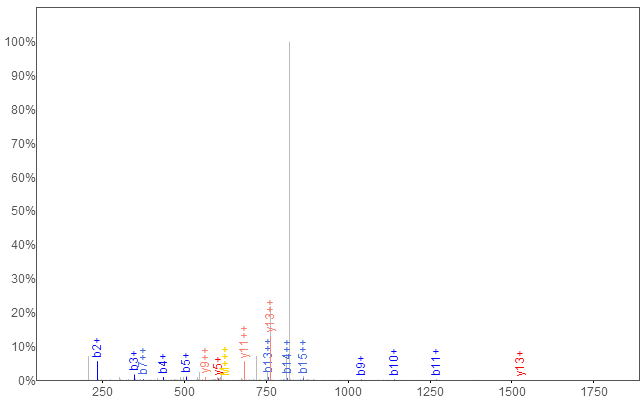 100%
90%
80%
70%
60%
50%
40%
30%
20%
10%
0%
b2+
b3+
b7++
b4+
b5+
y9++
y5+
y11++
b13++
y13++
b14++
b15++
b9+
b10+
b11+
y13+
250
500
750
1000
1250
1500
1750